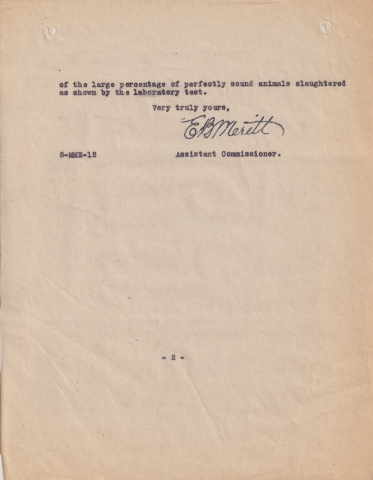 of the large percentage of perfectly sound animals slaughtered
as shown by the laboratory test.
Very truly yours,
E B Meritt
8-MMM-12
Assistant Commissioner.
- 2 -